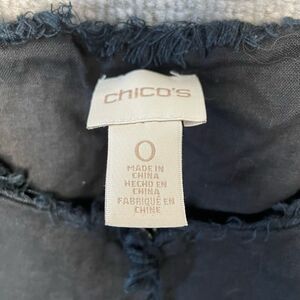 chico's
0
MADE IN
CHINA
HECHO EN
CHINA
FABRIQUÉ EN
CHINE